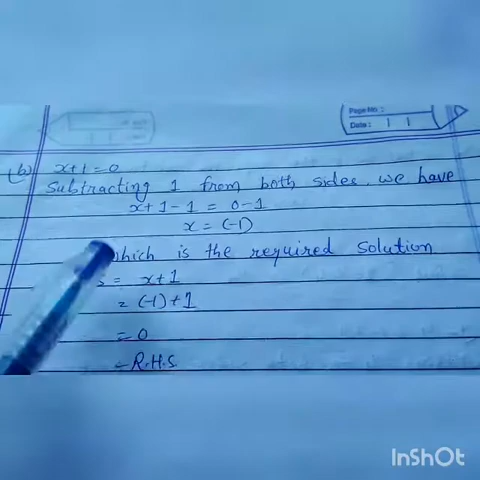 Page No :
Date :
(b) x+1=0
Subtracting 1 from both sides, we have
x+1-1 = 0-1
x = (-1)
which is the required solution
= x+1
= (-1)+1
=0
=R.H.S.
InShOt